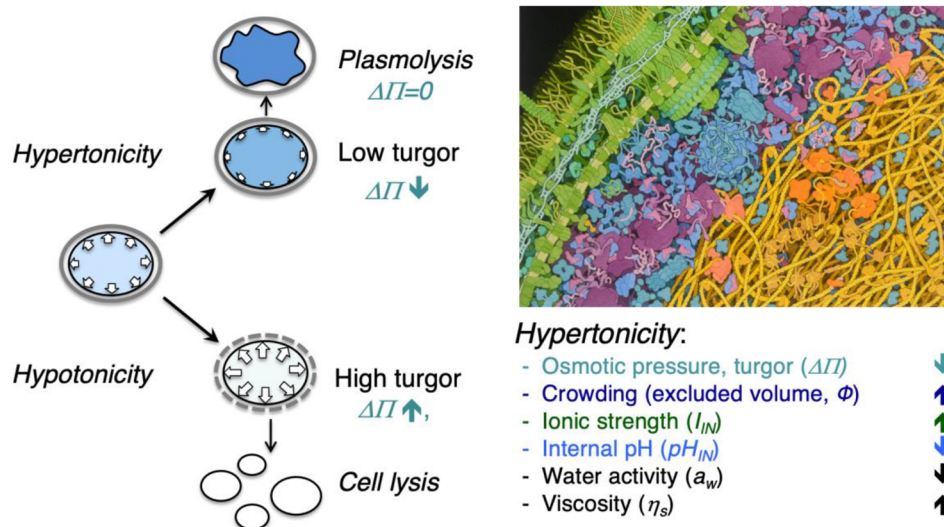 Plasmolysis
ΔΠ=0
Hypertonicity
Low turgor
ΔΠ ↓
Hypotonicity
High turgor
ΔΠ ↑,
Cell lysis
Hypertonicity:
- Osmotic pressure, turgor (ΔΠ) ↓
- Crowding (excluded volume, Φ) ↑
- Ionic strength (I_IN) ↑
- Internal pH (pH_IN) ↓
- Water activity (a_w) ↓
- Viscosity (η_s) ↑